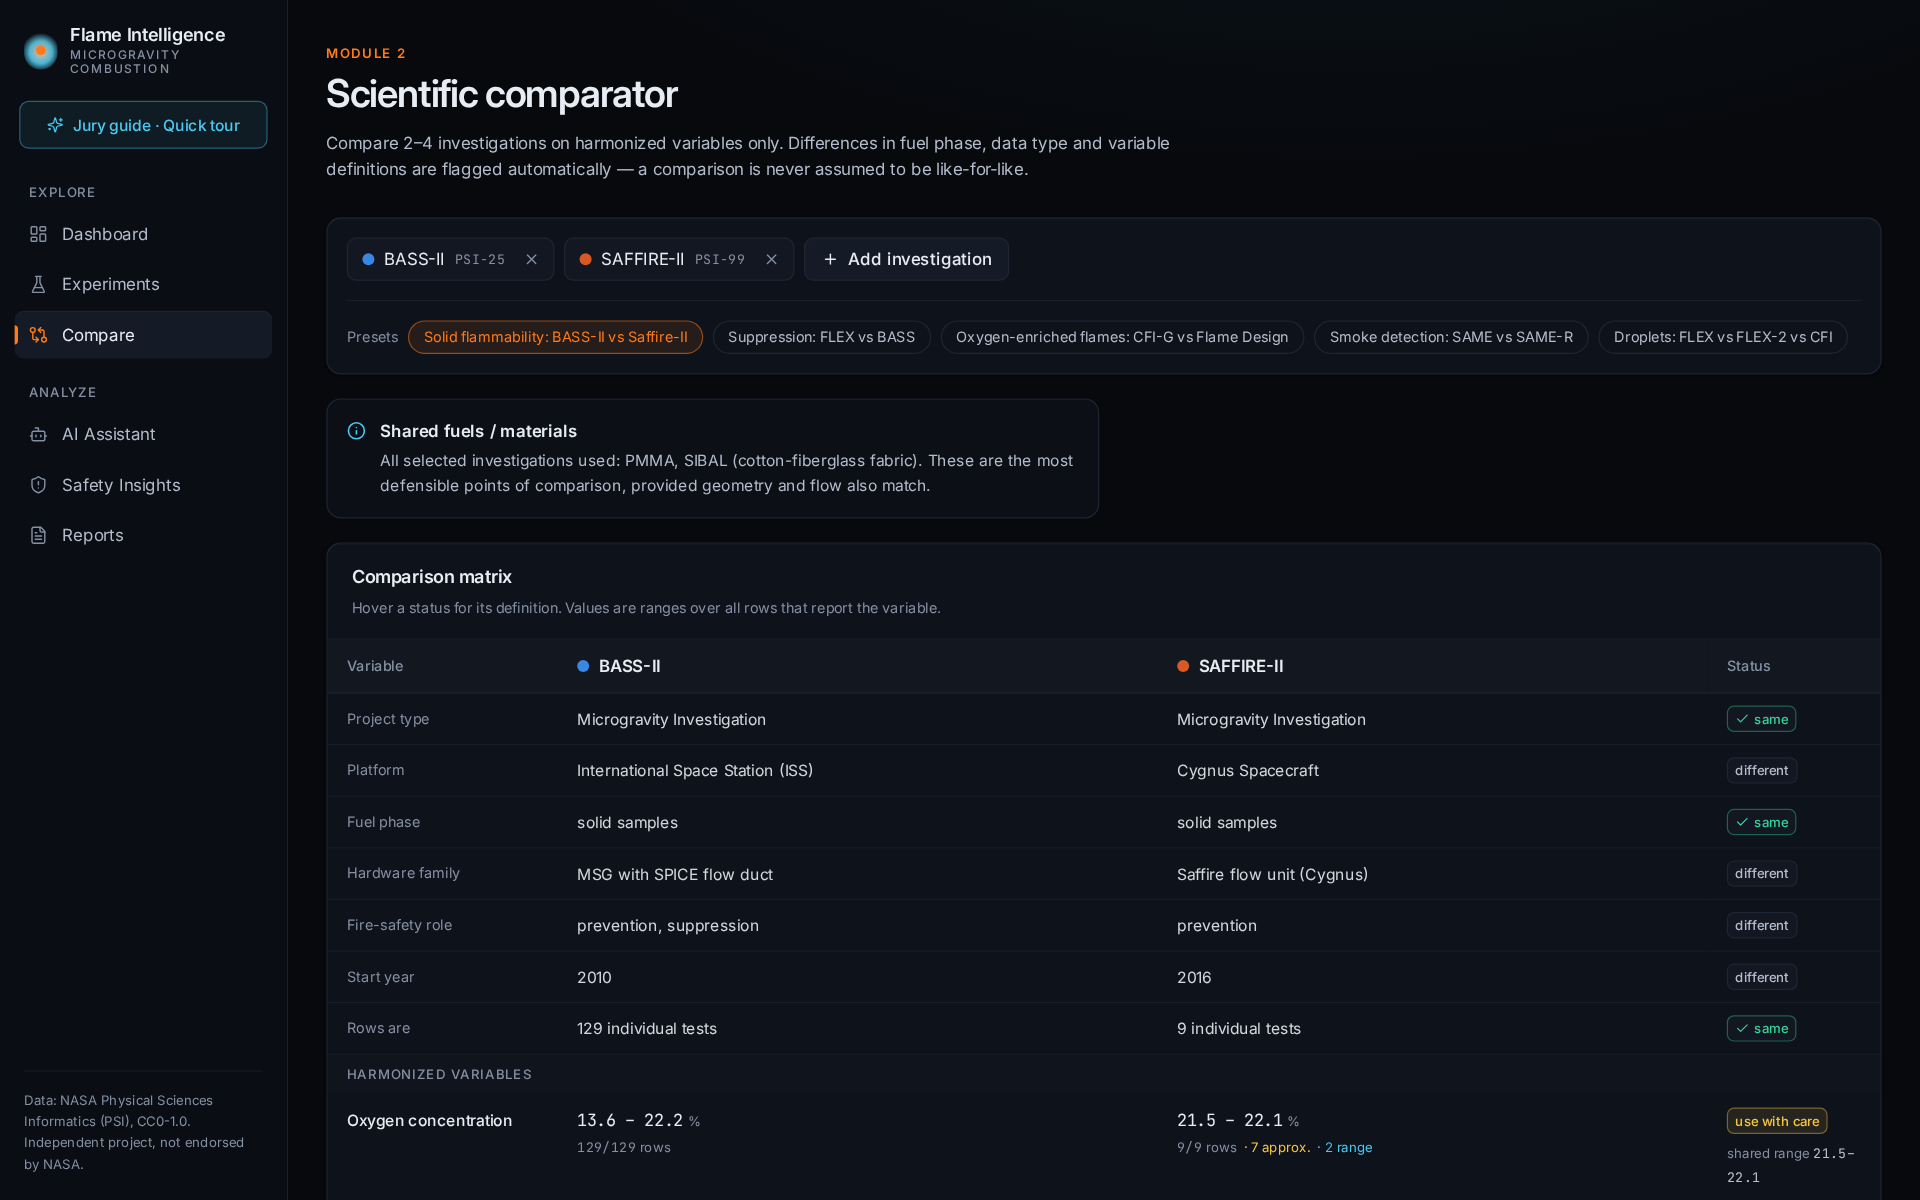 Flame Intelligence
MICROGRAVITY
COMBUSTION
Jury guide · Quick tour
EXPLORE
Dashboard
Experiments
Compare
ANALYZE
AI Assistant
Safety Insights
Reports
Data: NASA Physical Sciences
Informatics (PSI), CC0-1.0.
Independent project, not endorsed
by NASA.
MODULE 2
Scientific comparator
Compare 2–4 investigations on harmonized variables only. Differences in fuel phase, data type and variable
definitions are flagged automatically — a comparison is never assumed to be like-for-like.
BASS-II PSI-25 SAFFIRE-II PSI-99 Add investigation
Presets Solid flammability: BASS-II vs Saffire-II Suppression: FLEX vs BASS Oxygen-enriched flames: CFI-G vs Flame Design Smoke detection: SAME vs SAME-R Droplets: FLEX vs FLEX-2 vs CFI
Shared fuels / materials
All selected investigations used: PMMA, SIBAL (cotton-fiberglass fabric). These are the most
defensible points of comparison, provided geometry and flow also match.
Comparison matrix
Hover a status for its definition. Values are ranges over all rows that report the variable.
Variable BASS-II SAFFIRE-II Status
Project type Microgravity Investigation Microgravity Investigation same
Platform International Space Station (ISS) Cygnus Spacecraft different
Fuel phase solid samples solid samples same
Hardware family MSG with SPICE flow duct Saffire flow unit (Cygnus) different
Fire-safety role prevention, suppression prevention different
Start year 2010 2016 different
Rows are 129 individual tests 9 individual tests same
HARMONIZED VARIABLES
Oxygen concentration 13.6 – 22.2 % 21.5 – 22.1 % use with care
129/129 rows 9/9 rows · 7 approx. · 2 range shared range 21.5–
22.1